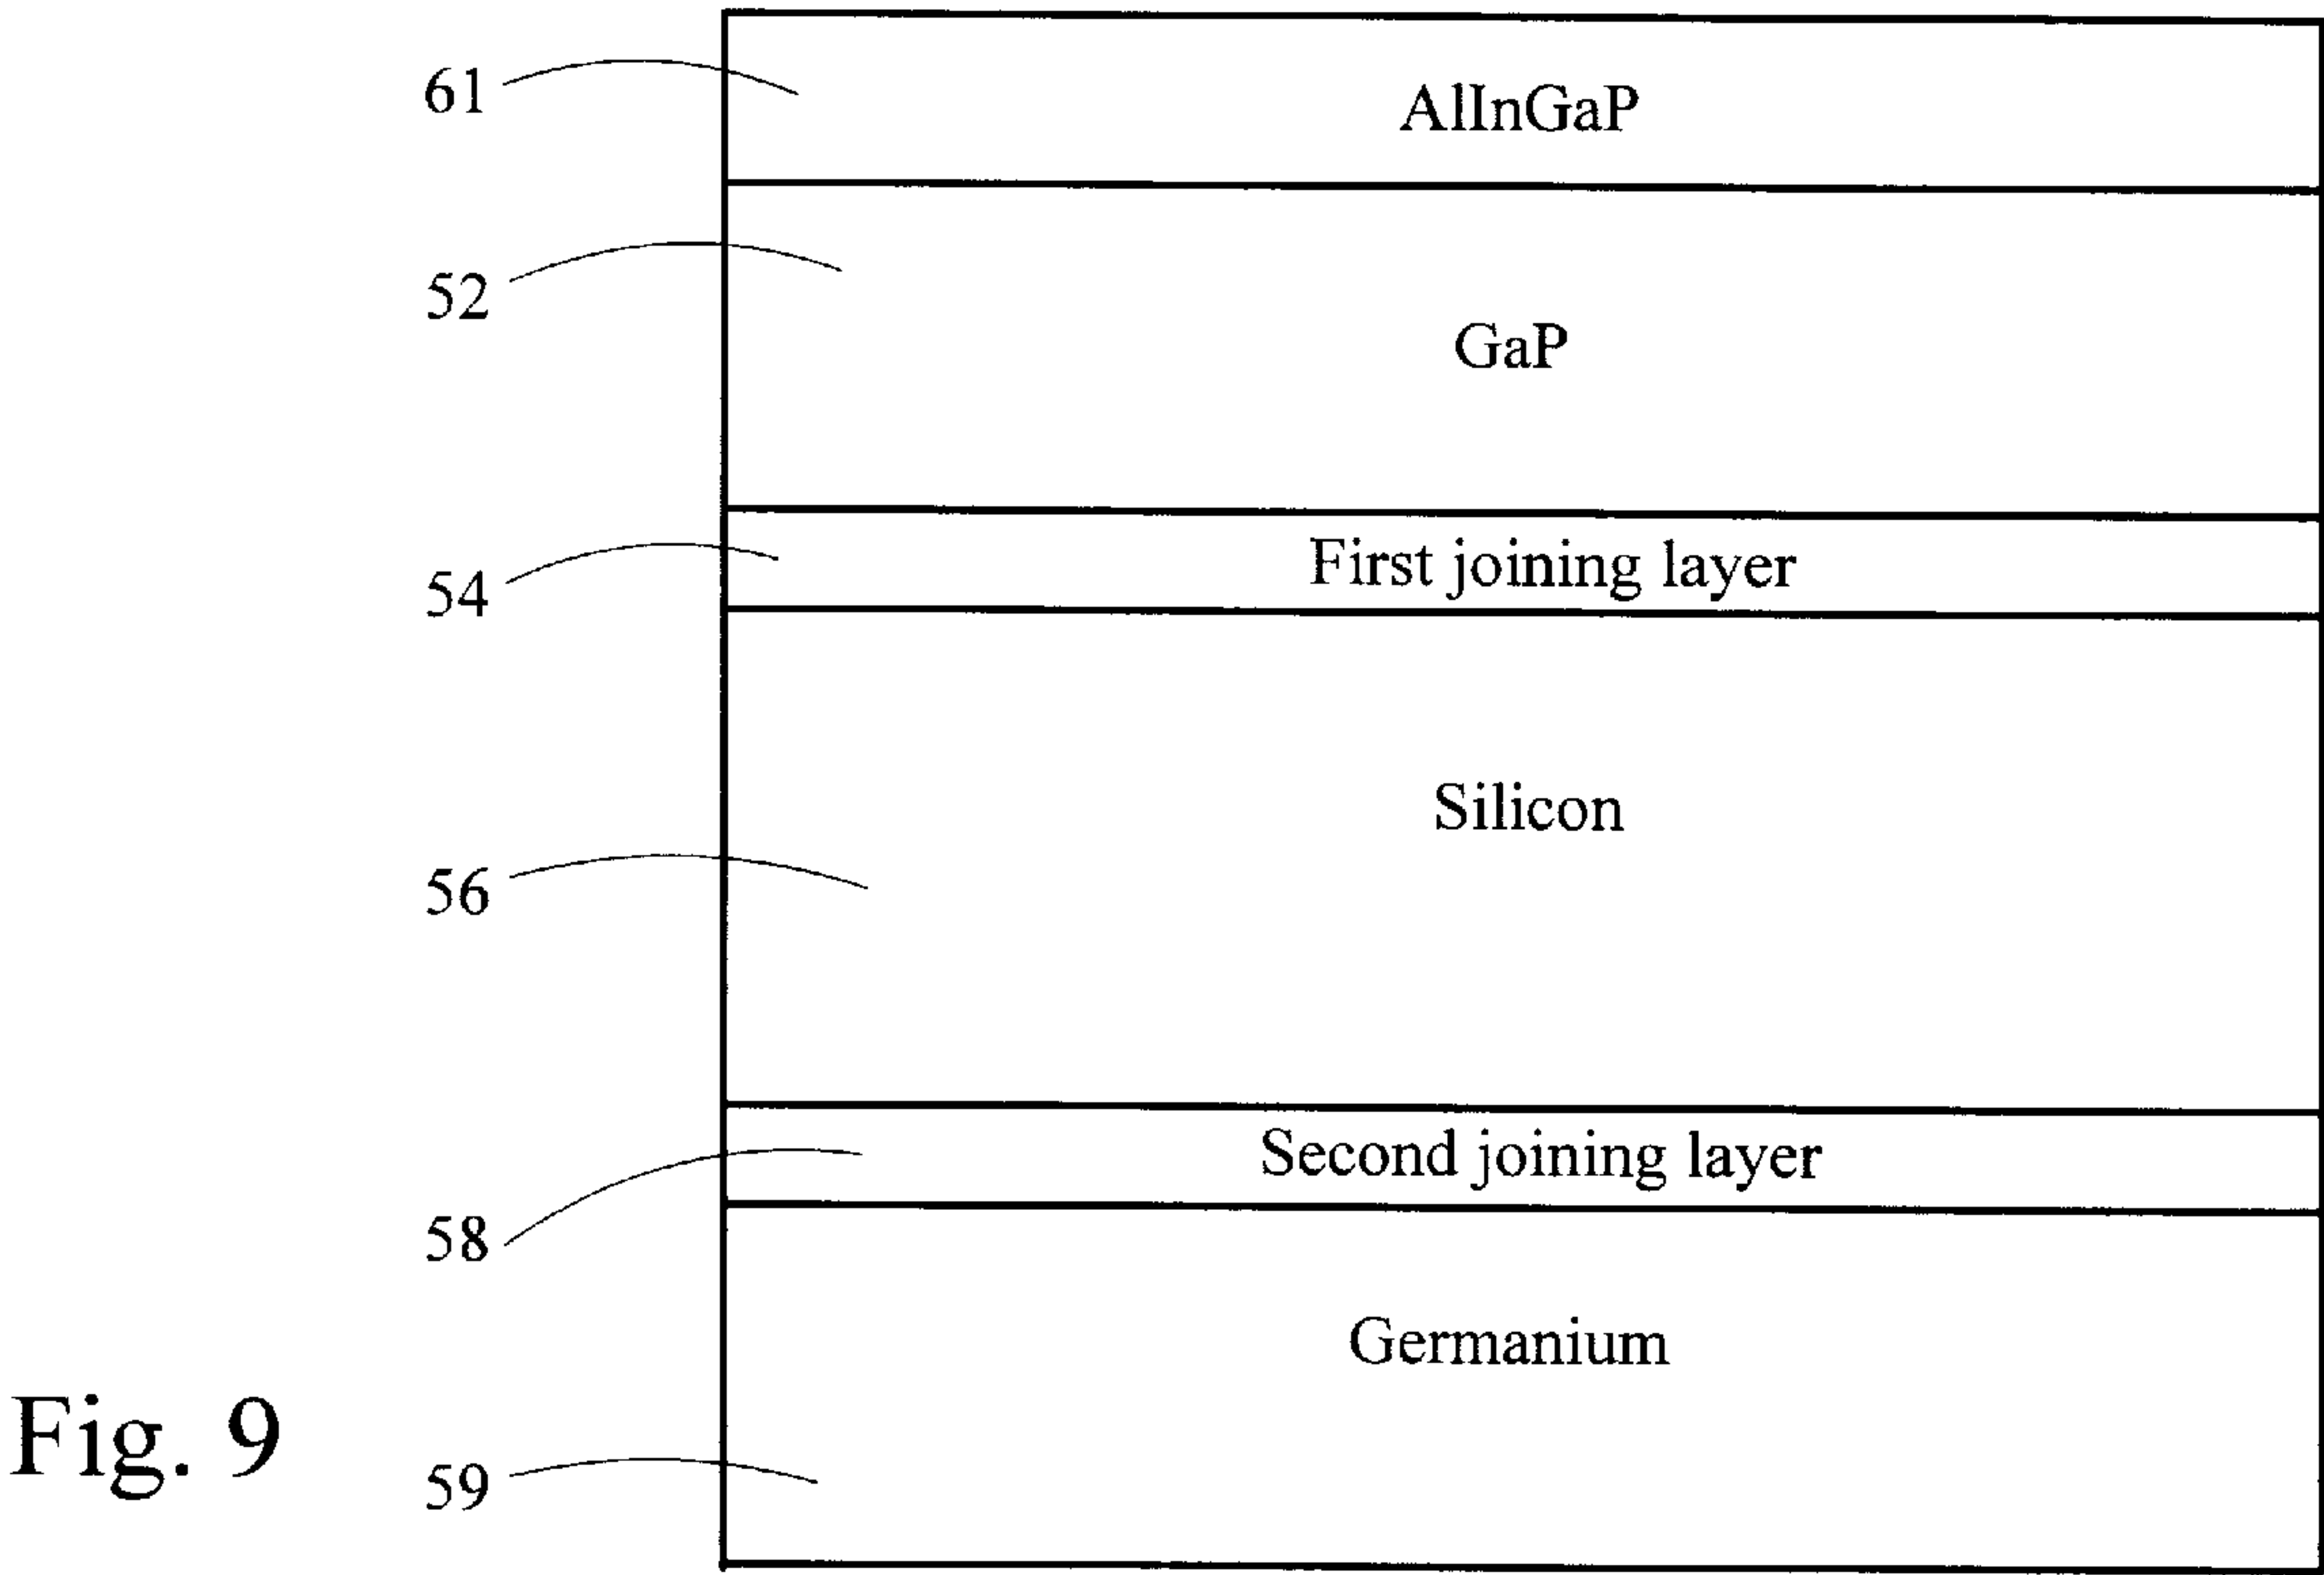 61
AlInGaP
52
GaP
54
First joining layer
56
Silicon
58
Second joining layer
59
Germanium
Fig. 9